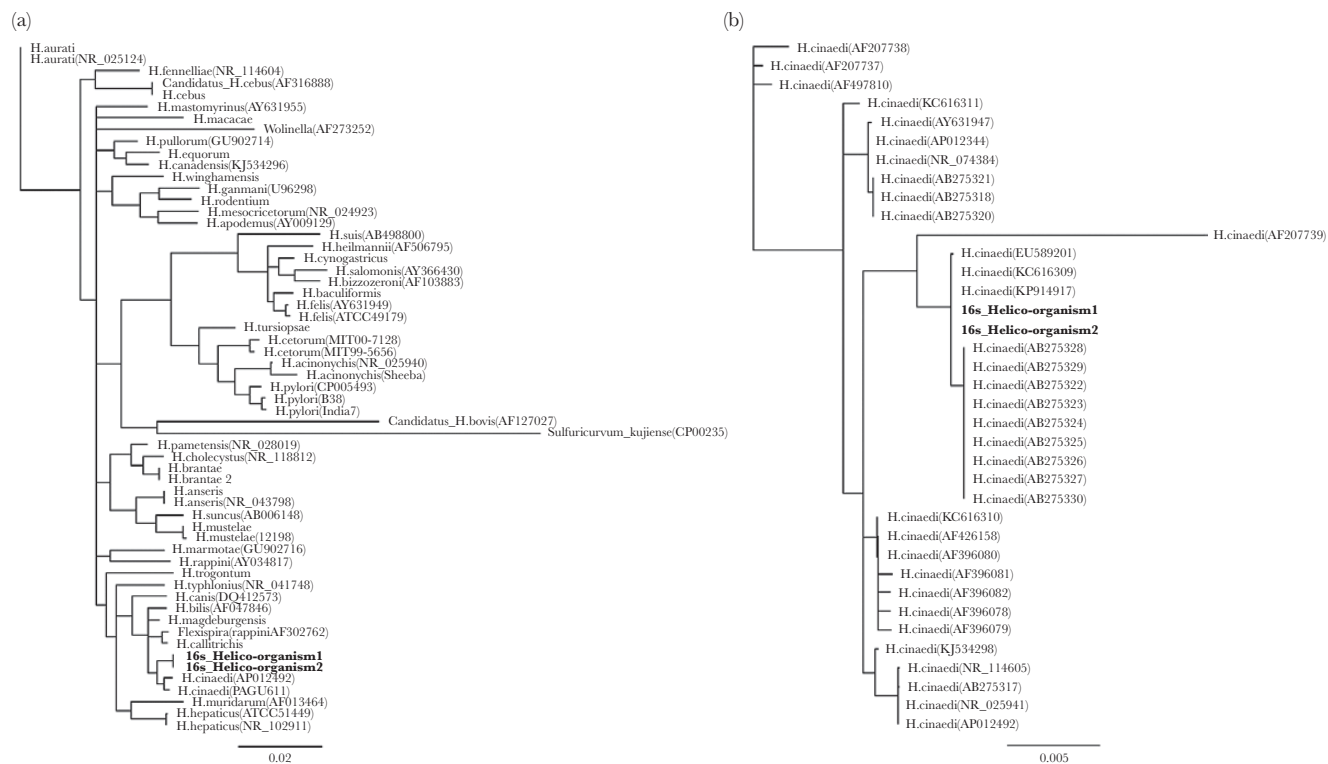 (a)
H.aurati
H.aurati(NR_025124)
H.fennelliae(NR_114604)
Candidatus_H.cebus(AF316888)
H.cebus
H.mastomyrinus(AY631955)
H.macacae
Wolinella(AF273252)
H.pullorum(GU902714)
H.equorum
H.canadensis(KJ534296)
H.winghamensis
H.ganmani(U96298)
H.rodentium
H.mesocricetorum(NR_024923)
H.apodemus(AY009129)
H.suis(AB498800)
H.heilmannii(AF506795)
H.cynogastricus
H.salomonis(AY366430)
H.bizzozeroni(AF103883)
H.baculiformis
H.felis(AY631949)
H.felis(ATCC49179)
H.tursiopsae
H.cetorum(MIT00-7128)
H.cetorum(MIT99-5656)
H.acinonychis(NR_025940)
H.acinonychis(Sheeba)
H.pylori(CP005493)
H.pylori(B38)
H.pylori(India7)
Candidatus_H.bovis(AF127027)
Sulfuricurvum_kujiense(CP00235)
H.pametensis(NR_028019)
H.cholecystus(NR_118812)
H.brantae
H.brantae 2
H.anseris
H.anseris(NR_043798)
H.suncus(AB006148)
H.mustelae
H.mustelae(12198)
H.marmotae(GU902716)
H.rappini(AY034817)
H.trogontum
H.typhlonius(NR_041748)
H.canis(DQ412573)
H.bilis(AF047846)
H.magdeburgensis
Flexispira(rappiniAF302762)
H.callitrichis
16s_Helico-organism1
16s_Helico-organism2
H.cinaedi(AP012492)
H.cinaedi(PAGU611)
H.muridarum(AF013464)
H.hepaticus(ATCC51449)
H.hepaticus(NR_102911)
0.02
(b)
H.cinaedi(AF207738)
H.cinaedi(AF207737)
H.cinaedi(AF497810)
H.cinaedi(KC616311)
H.cinaedi(AY631947)
H.cinaedi(AP012344)
H.cinaedi(NR_074384)
H.cinaedi(AB275321)
H.cinaedi(AB275318)
H.cinaedi(AB275320)
H.cinaedi(AF207739)
H.cinaedi(EU589201)
H.cinaedi(KC616309)
H.cinaedi(KP914917)
16s_Helico-organism1
16s_Helico-organism2
H.cinaedi(AB275328)
H.cinaedi(AB275329)
H.cinaedi(AB275322)
H.cinaedi(AB275323)
H.cinaedi(AB275324)
H.cinaedi(AB275325)
H.cinaedi(AB275326)
H.cinaedi(AB275327)
H.cinaedi(AB275330)
H.cinaedi(KC616310)
H.cinaedi(AF426158)
H.cinaedi(AF396080)
H.cinaedi(AF396081)
H.cinaedi(AF396082)
H.cinaedi(AF396078)
H.cinaedi(AF396079)
H.cinaedi(KJ534298)
H.cinaedi(NR_114605)
H.cinaedi(AB275317)
H.cinaedi(NR_025941)
H.cinaedi(AP012492)
0.005